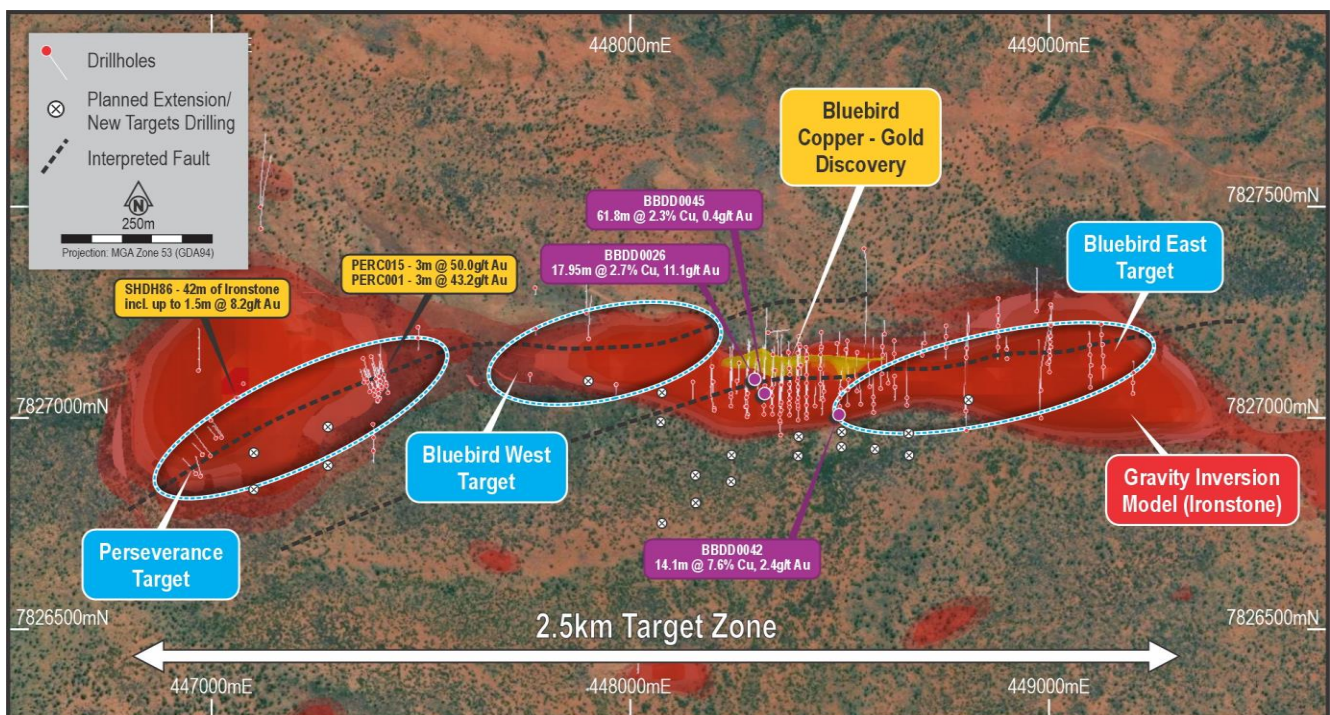 E
448000mE
449000mE
Drillholes
Planned Extension/
New Targets Drilling
Interpreted Fault
N
250m
Projection: MGA Zone 53 (GDA94)
Bluebird
Copper - Gold
Discovery
7827500mN
BBDD0045
61.8m @ 2.3% Cu, 0.4g/t Au
BBDD0026
17.95m @ 2.7% Cu, 11.1g/t Au
Bluebird East
Target
PERC015 - 3m @ 50.0g/t Au
PERC001 - 3m @ 43.2g/t Au
SHDH86 - 42m of Ironstone
incl. up to 1.5m @ 8.2g/t Au
7827000mN
7827000mN
Bluebird West
Target
Gravity Inversion
Model (Ironstone)
Perseverance
Target
BBDD0042
14.1m @ 7.6% Cu, 2.4g/t Au
7826500mN
7826500mN
2.5km Target Zone
447000mE
448000mE
449000mE